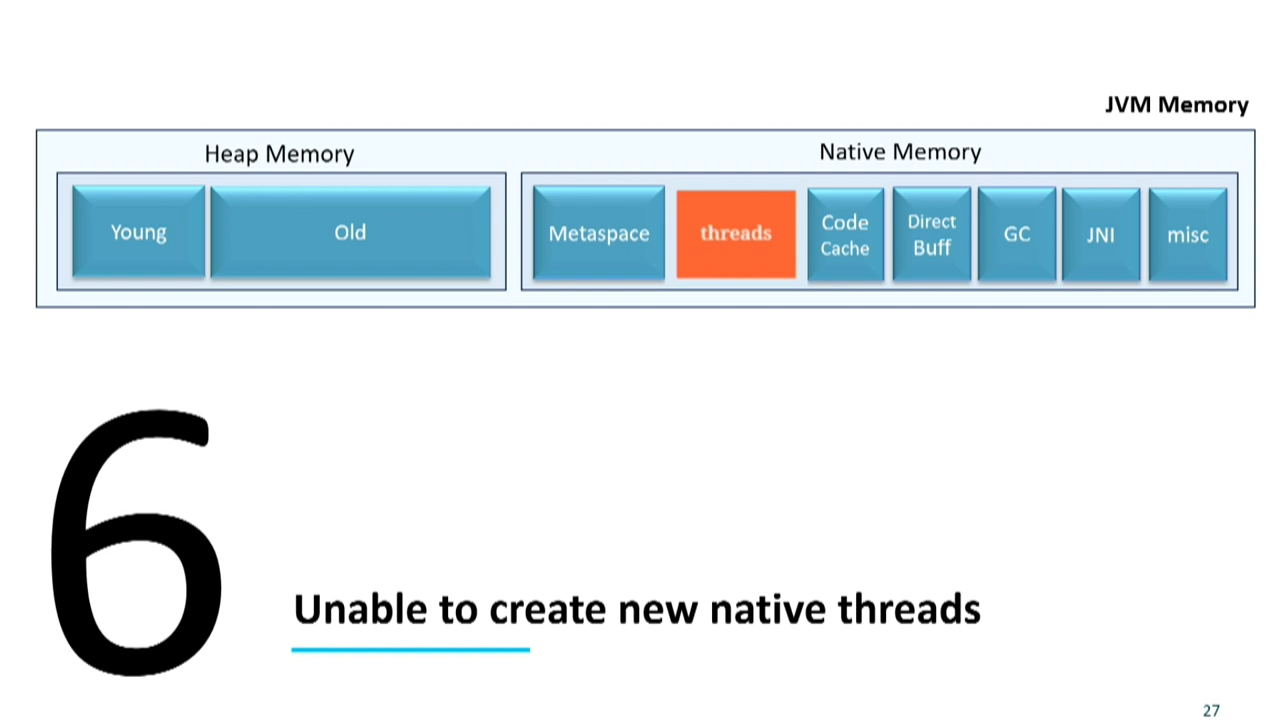 JVM Memory
Heap Memory
Native Memory
Young
Old
Metaspace
threads
Code
Cache
Direct
Buff
GC
JNI
misc
6
Unable to create new native threads
27